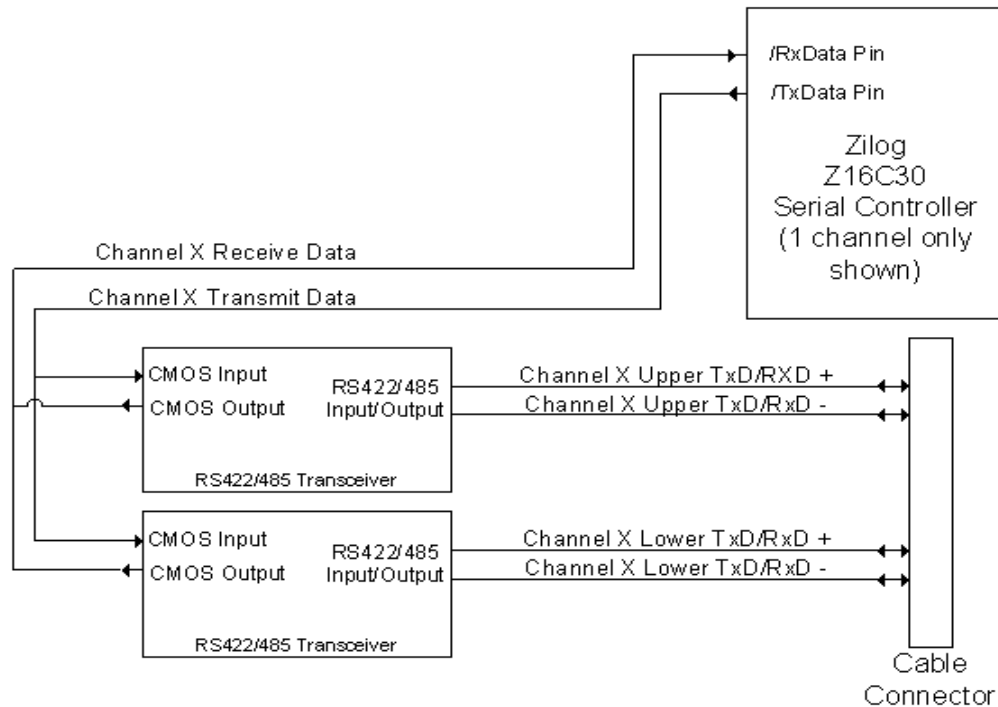 /RxData Pin
/TxData Pin
Zilog
Z16C30
Serial Controller
(1 channel only
shown)
Channel X Receive Data
Channel X Transmit Data
CMOS Input
CMOS Output
RS422/485
Input/Output
RS422/485 Transceiver
Channel X Upper TxD/RXD +
Channel X Upper TxD/RxD -
CMOS Input
CMOS Output
RS422/485
Input/Output
RS422/485 Transceiver
Channel X Lower TxD/RxD +
Channel X Lower TxD/RxD -
Cable
Connector